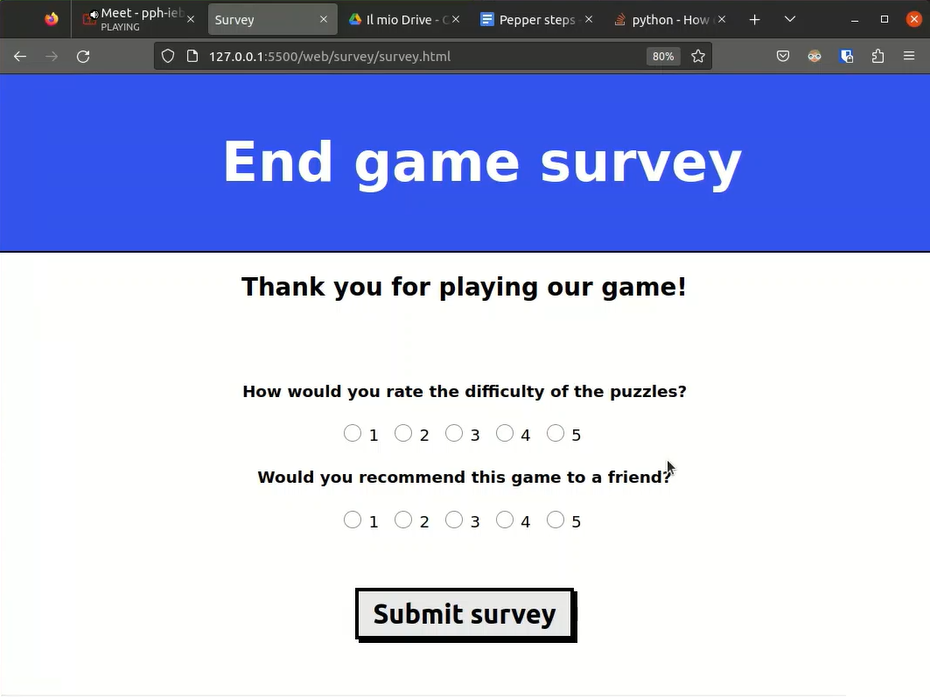 Meet - pph-ieb
PLAYING
Survey
Il mio Drive - G
Pepper steps -
python - How
127.0.0.1:5500/web/survey/survey.html
80%
End game survey
Thank you for playing our game!
How would you rate the difficulty of the puzzles?
1 2 3 4 5
Would you recommend this game to a friend?
1 2 3 4 5
Submit survey